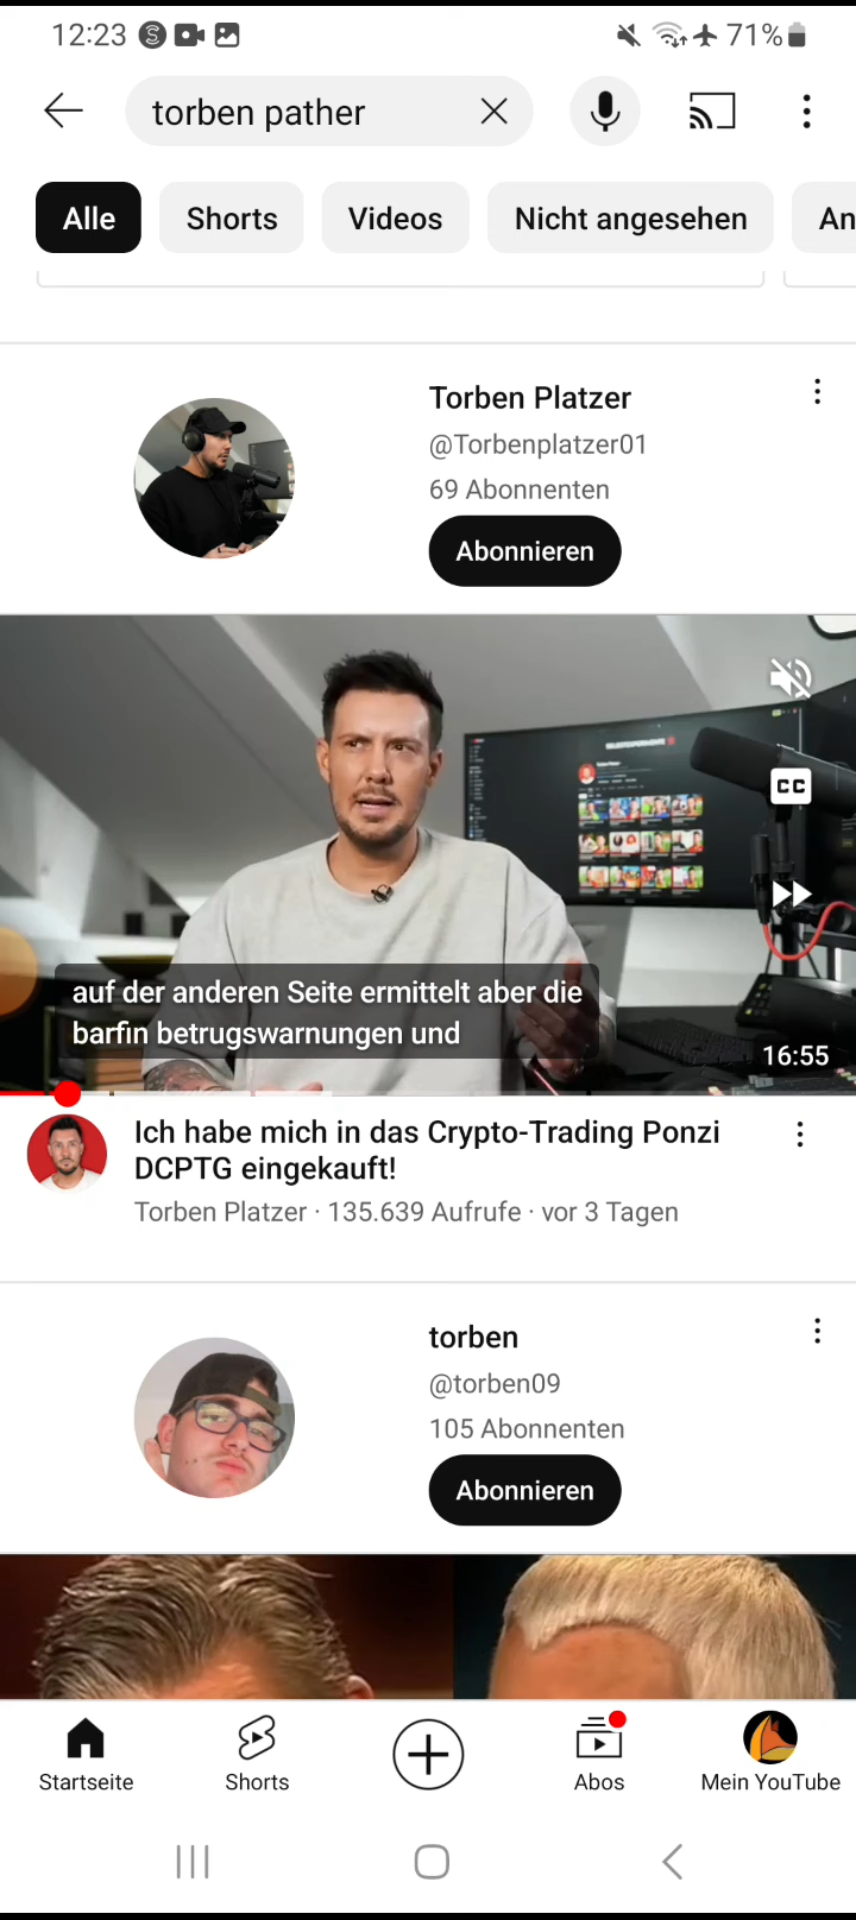 12:23
71%
torben pather
Alle
Shorts
Videos
Nicht angesehen
An
Torben Platzer
@Torbenplatzer01
69 Abonnenten
Abonnieren
CC
auf der anderen Seite ermittelt aber die
barfin betrugswarnungen und
16:55
Ich habe mich in das Crypto-Trading Ponzi
DCPTG eingekauft!
Torben Platzer · 135.639 Aufrufe · vor 3 Tagen
torben
@torben09
105 Abonnenten
Abonnieren
Startseite
Shorts
Abos
Mein YouTube